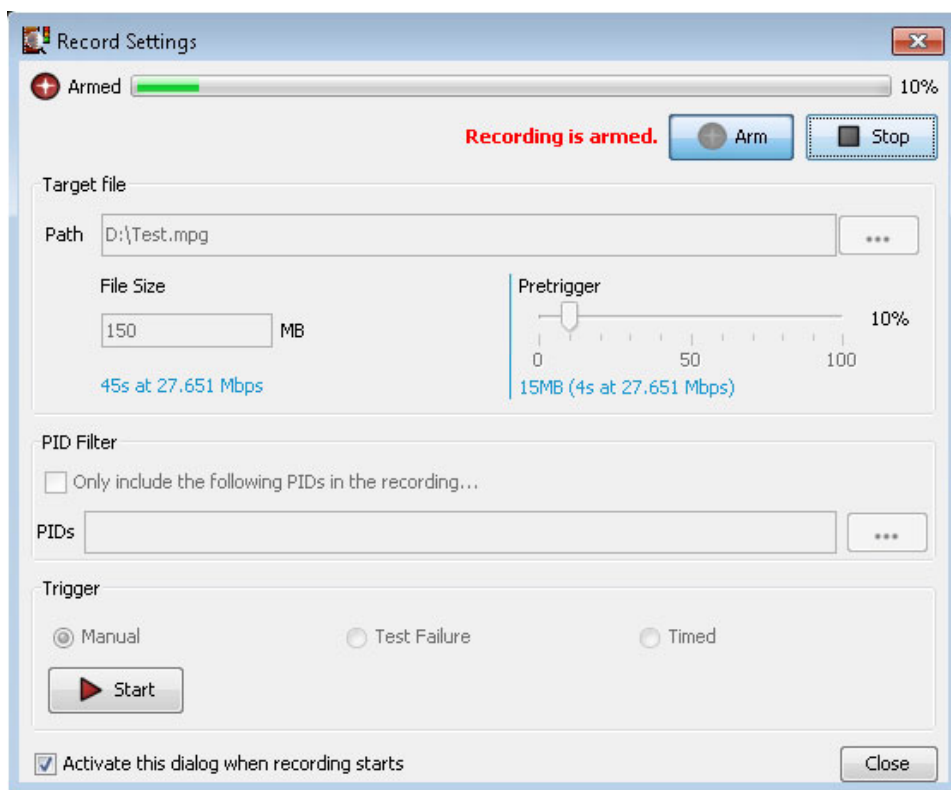 Record Settings
Armed 10%
Recording is armed. Arm Stop
Target file
Path D:\Test.mpg ...
File Size Pretrigger
150 MB 10%
0 50 100
45s at 27.651 Mbps 15MB (4s at 27.651 Mbps)
PID Filter
Only include the following PIDs in the recording...
PIDs ...
Trigger
Manual Test Failure Timed
Start
Activate this dialog when recording starts Close